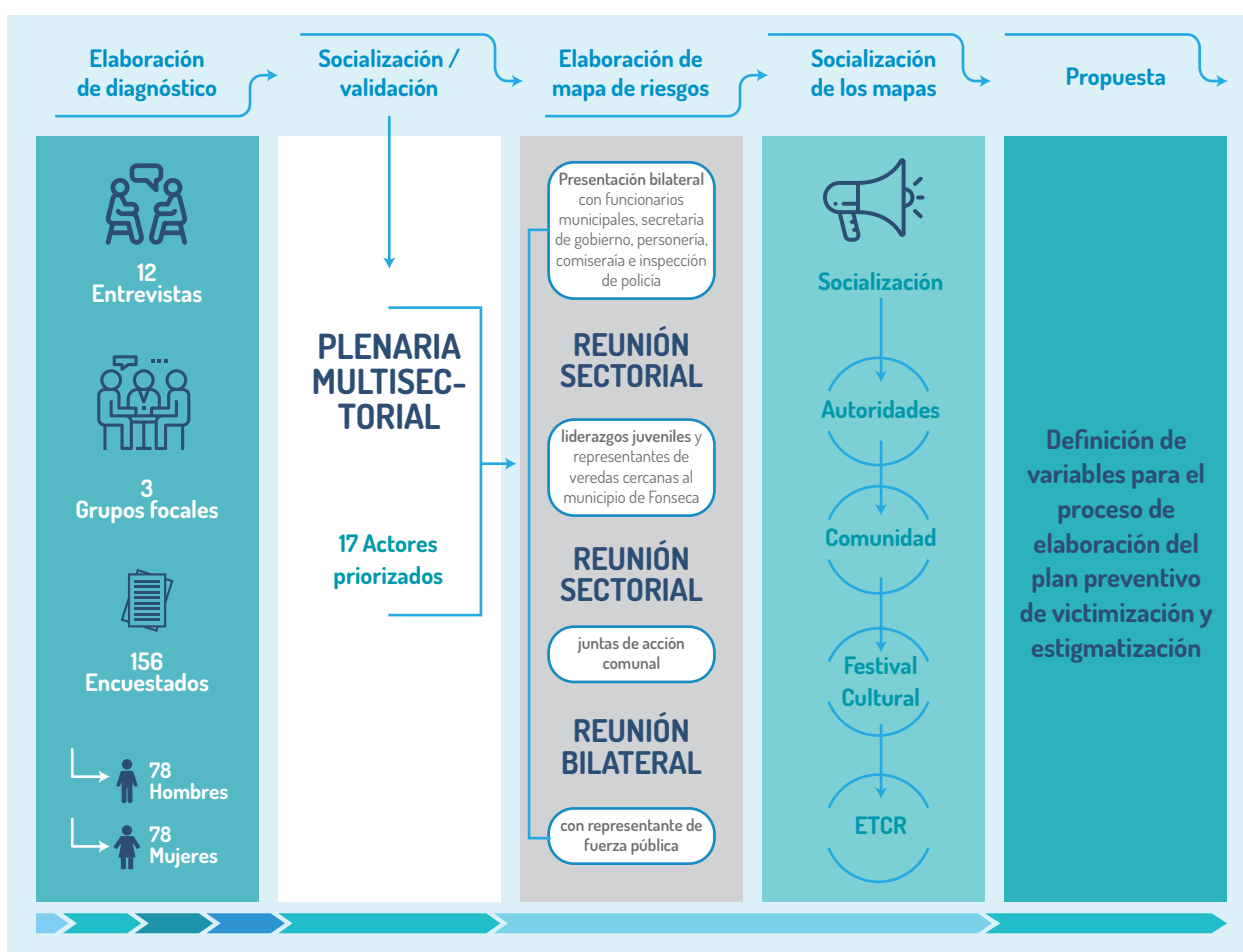 Elaboración
de diagnóstico
Socialización /
validación
Elaboración de
mapa de riesgos
Socialización
de los mapas
Propuesta
12
Entrevistas
3
Grupos focales
156
Encuestados
78
Hombres
78
Mujeres
PLENARIA
MULTISEC-
TORIAL
17 Actores
priorizados
Presentación bilateral
con funcionarios
municipales, secretaría
de gobierno, personería,
comiseraía e inspección
de policía
REUNIÓN
SECTORIAL
liderazgos juveniles y
representantes de
veredas cercanas al
municipio de Fonseca
REUNIÓN
SECTORIAL
juntas de acción
comunal
REUNIÓN
BILATERAL
con representante de
fuerza pública
Socialización
Autoridades
Comunidad
Festival
Cultural
ETCR
Definición de
variables para el
proceso de
elaboración del
plan preventivo
de victimización y
estigmatización